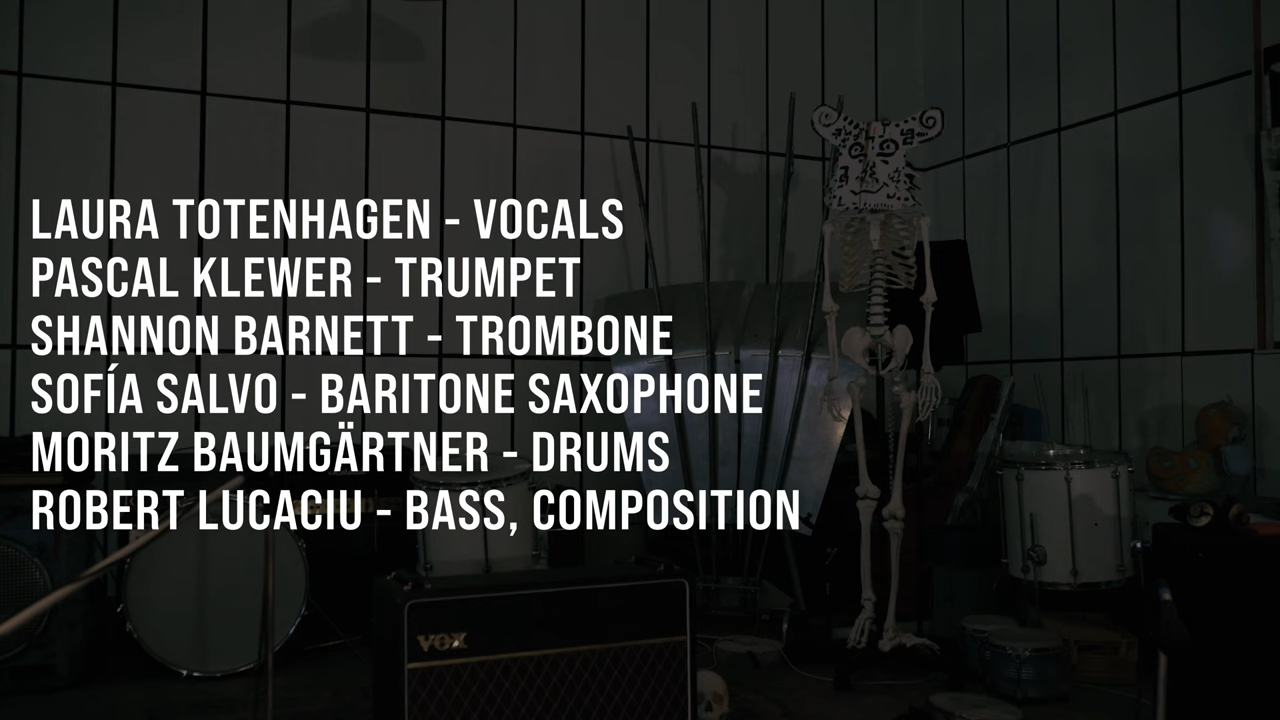 LAURA TOTENHAGEN - VOCALS
PASCAL KLEWER - TRUMPET
SHANNON BARNETT - TROMBONE
SOFÍA SALVO - BARITONE SAXOPHONE
MORITZ BAUMGÄRTNER - DRUMS
ROBERT LUCACIU - BASS, COMPOSITION
VOX